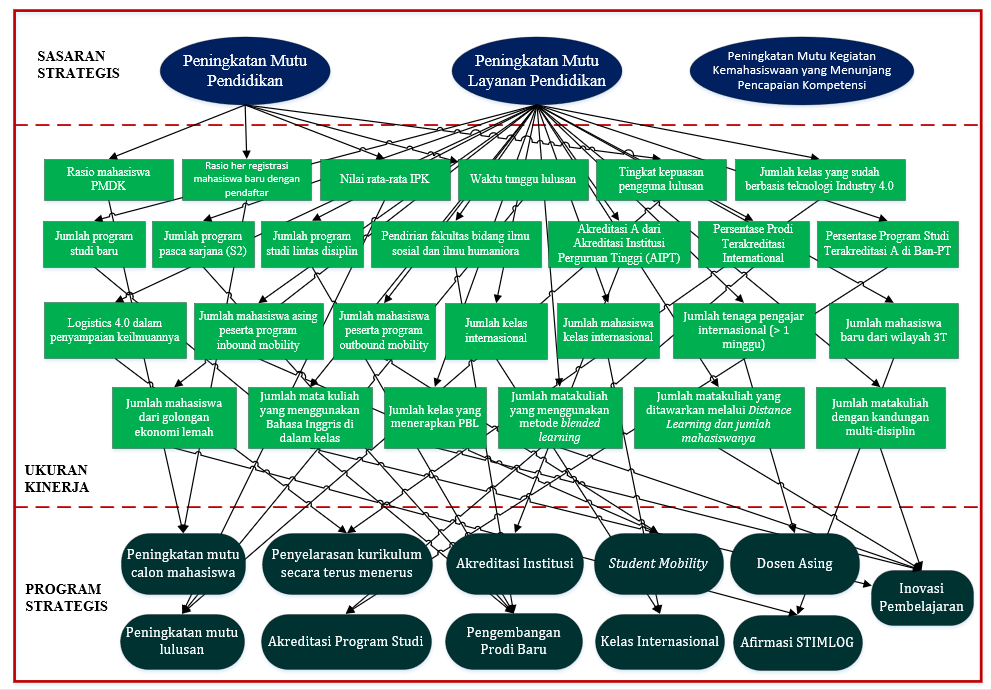 SASARAN
STRATEGIS
Peningkatan Mutu
Pendidikan
Peningkatan Mutu
Layanan Pendidikan
Peningkatan Mutu Kegiatan
Kemahasiswaan yang Menunjang
Pencapaian Kompetensi
Rasio mahasiswa
PMDK
Rasio her registrasi
mahasiswa baru dengan
pendaftar
Nilai rata-rata IPK
Waktu tunggu lulusan
Tingkat kepuasan
pengguna lulusan
Jumlah kelas yang sudah
berbasis teknologi Industry 4.0
Jumlah program
studi baru
Jumlah program
pasca sarjana (S2)
Jumlah program
studi lintas disiplin
Pendirian fakultas bidang ilmu
sosial dan ilmu humaniora
Akreditasi A dari
Akreditasi Institusi
Perguruan Tinggi (AIPT)
Persentase Prodi
Terakreditasi
International
Persentase Program Studi
Terakreditasi A di Ban-PT
Logistics 4.0 dalam
penyampaian keilmuannya
Jumlah mahasiswa asing
peserta program
inbound mobility
Jumlah mahasiswa
peserta program
outbound mobility
Jumlah kelas
internasional
Jumlah mahasiswa
kelas internasional
Jumlah tenaga pengajar
internasional (> 1
minggu)
Jumlah mahasiswa
baru dari wilayah 3T
Jumlah mahasiswa
dari golongan
ekonomi lemah
Jumlah mata kuliah
yang menggunakan
Bahasa Inggris di
dalam kelas
Jumlah kelas yang
menerapkan PBL
Jumlah matakuliah
yang menggunakan
metode blended
learning
Jumlah matakuliah yang
ditawarkan melalui Distance
Learning dan jumlah
mahasiswanya
Jumlah matakuliah
dengan kandungan
multi-disiplin
UKURAN
KINERJA
PROGRAM
STRATEGIS
Peningkatan mutu
calon mahasiswa
Penyelarasan kurikulum
secara terus menerus
Akreditasi Institusi
Student Mobility
Dosen Asing
Inovasi
Pembelajaran
Peningkatan mutu
lulusan
Akreditasi Program Studi
Pengembangan
Prodi Baru
Kelas Internasional
Afirmasi STIMLOG